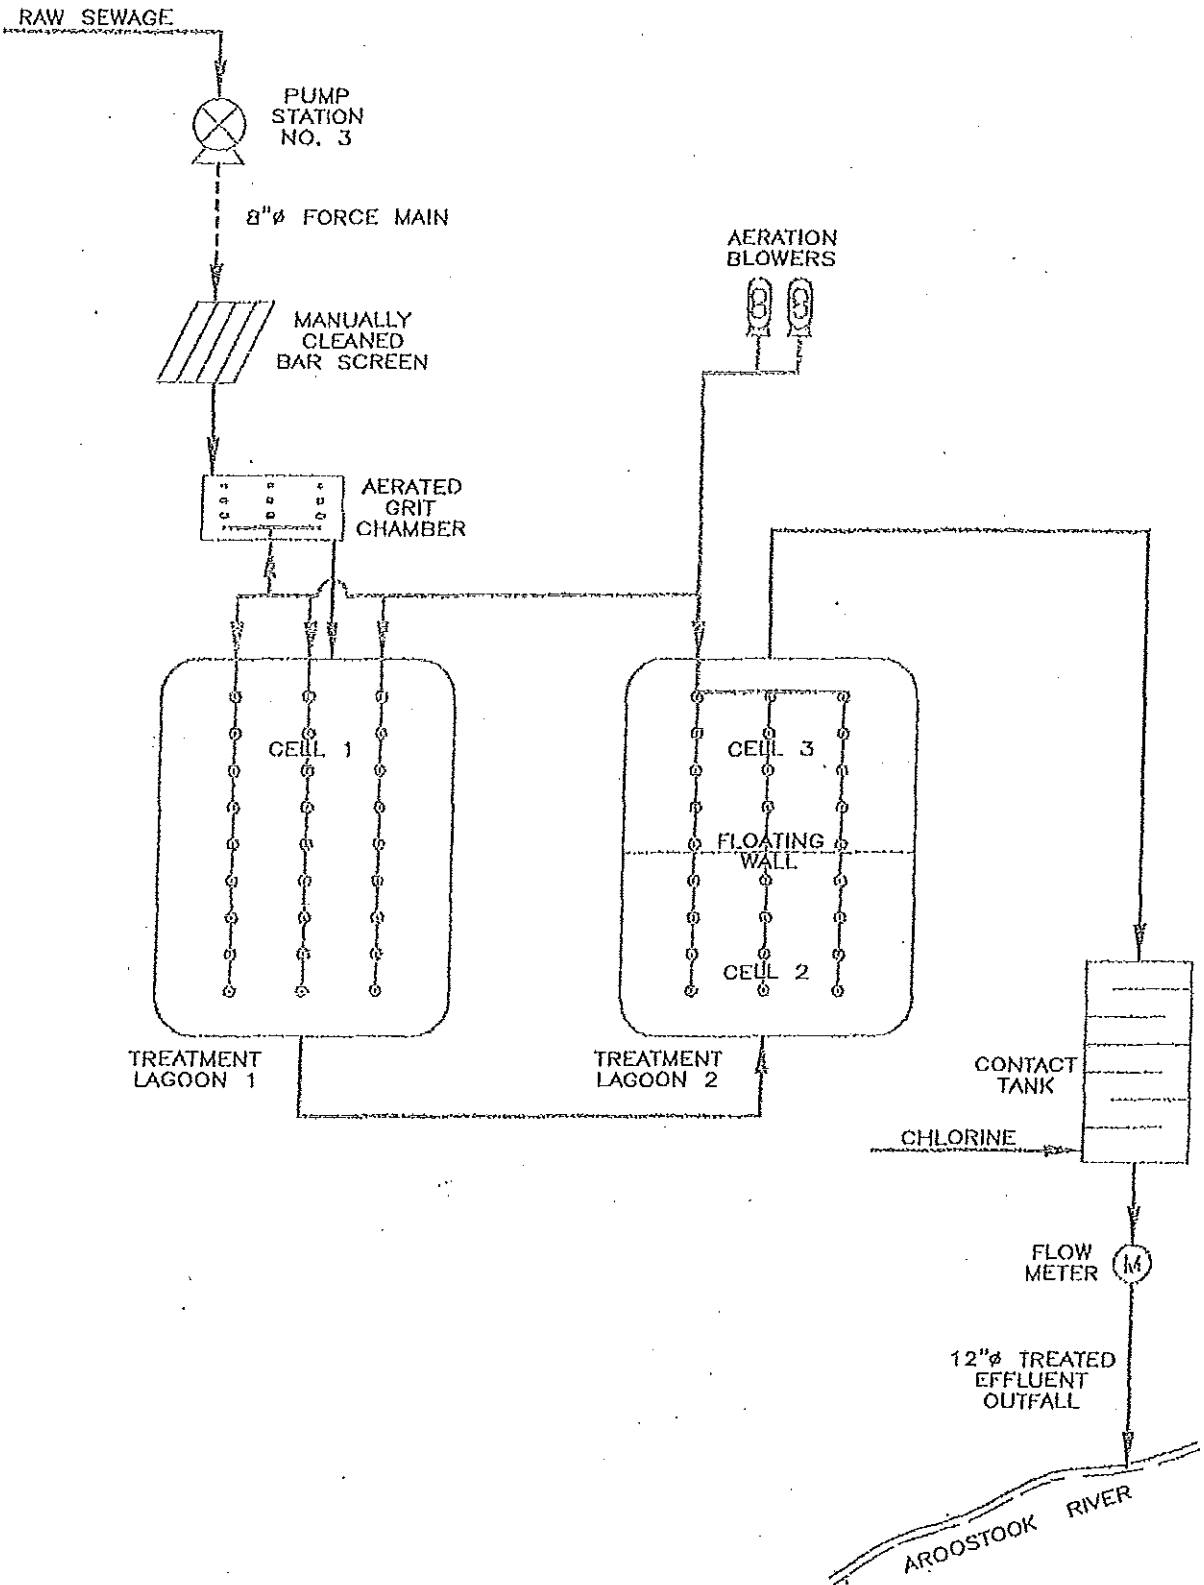 RAW SEWAGE
PUMP
STATION
NO. 3
8"ø FORCE MAIN
AERATION
BLOWERS
MANUALLY
CLEANED
BAR SCREEN
AERATED
GRIT
CHAMBER
CELL 1
CELL 3
FLOATING
WALL
CELL 2
TREATMENT
LAGOON 1
TREATMENT
LAGOON 2
CONTACT
TANK
CHLORINE
FLOW
METER
M
12"ø TREATED
EFFLUENT
OUTFALL
AROOSTOOK RIVER